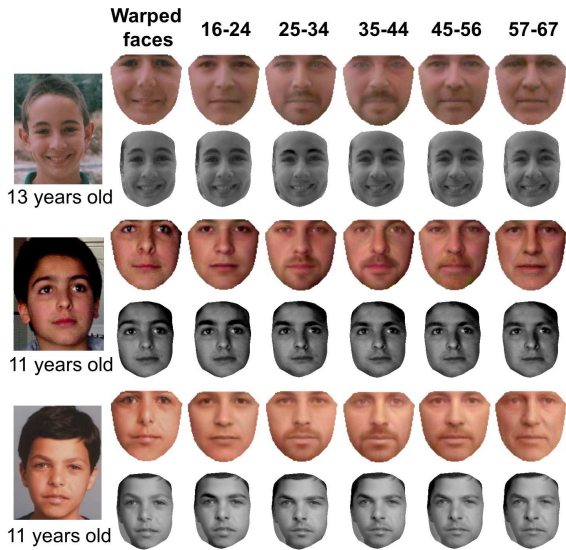 Warped
faces
16-24
25-34
35-44
45-56
57-67
13 years old
11 years old
11 years old